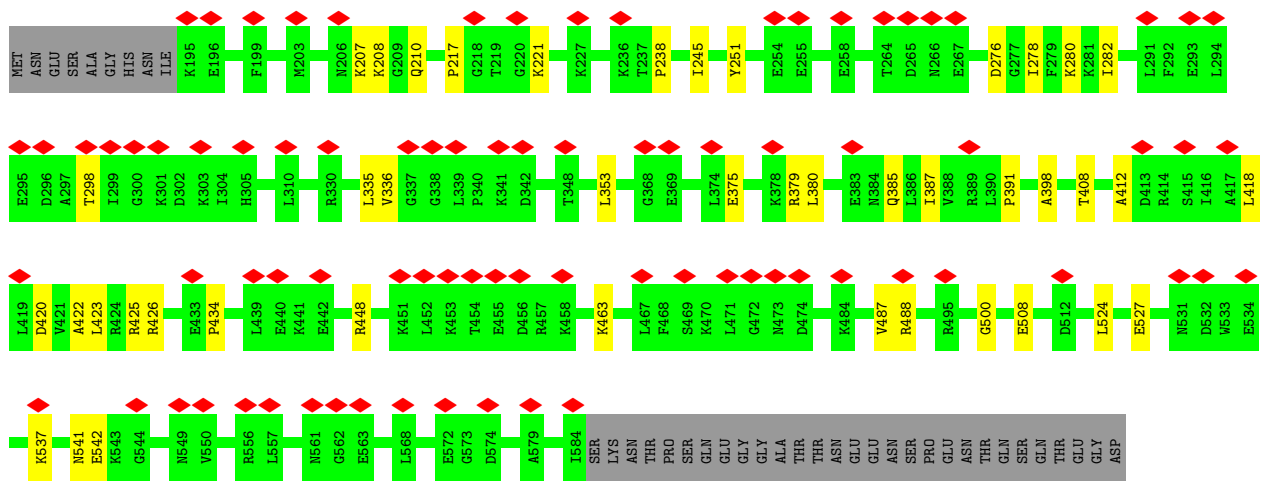 MET ASN GLU SER ALA GLY HIS ASN ILE K195 E196 F199 M203 N206 K207 K208 G209 Q210 P217 G218 T219 G220 K221 K227 K236 T237 P238 I245 Y251 E254 E255 E258 T264 D265 N266 E267 D276 G277 I278 F279 K280 K281 I282 L291 F292 E293 L294
E295 D296 A297 T298 I299 G300 K301 D302 K303 I304 H305 L310 R330 L335 V336 G337 G338 L339 P340 K341 D342 T348 L353 G368 E369 L374 E375 K378 R379 L380 E383 N384 Q385 L386 I387 V388 R389 L390 P391 A398 T408 A412 D413 R414 S415 I416 A417 L418
L419 D420 V421 A422 L423 R424 R425 R426 E433 P434 L439 E440 K441 E442 R448 K451 L452 K453 T454 E455 D456 R457 K458 K463 L467 F468 S469 K470 L471 G472 N473 D474 K484 V487 R488 R495 G500 E508 D512 L524 E527 N531 D532 W533 E534
K537 N541 E542 K543 G544 N549 V550 R556 L557 N561 G562 E563 L568 E572 G573 D574 A579 I584 SER LYS ASN THR PRO SER GLN GLU GLY GLY ALA THR THR ASN GLU GLU ASN SER PRO GLU ASN THR GLN SER GLN THR GLU GLY ASP